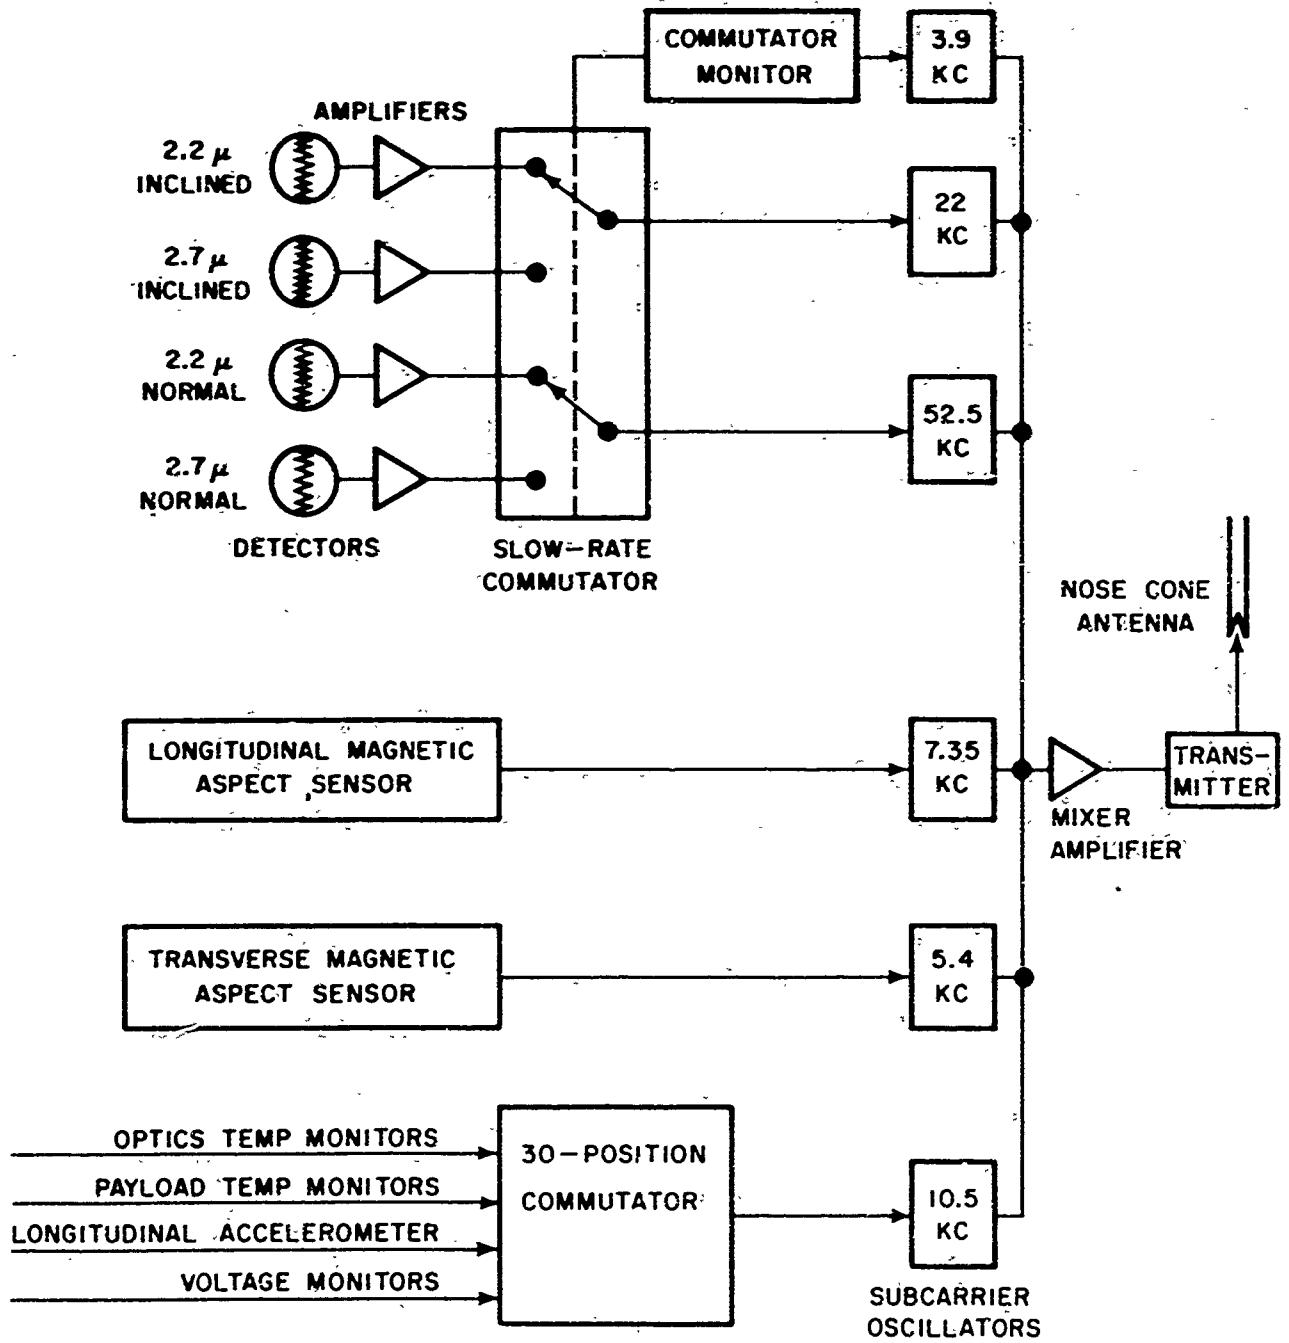 COMMUTATOR
MONITOR
3.9
KC
AMPLIFIERS
2.2 μ
INCLINED
22
KC
2.7 μ
INCLINED
2.2 μ
NORMAL
52.5
KC
2.7 μ
NORMAL
DETECTORS
SLOW-RATE
COMMUTATOR
NOSE CONE
ANTENNA
LONGITUDINAL MAGNETIC
ASPECT SENSOR
7.35
KC
TRANS-
MITTER
MIXER
AMPLIFIER
TRANSVERSE MAGNETIC
ASPECT SENSOR
5.4
KC
OPTICS TEMP MONITORS
PAYLOAD TEMP MONITORS
LONGITUDINAL ACCELEROMETER
VOLTAGE MONITORS
30-POSITION
COMMUTATOR
10.5
KC
SUBCARRIER
OSCILLATORS